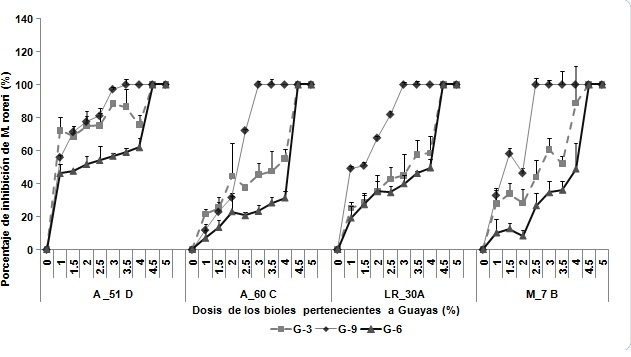 Porcentaje de inhibición de M. roreri (%)
140
120
100
80
60
40
20
0
0 1 1.5 2 2.5 3 3.5 4 4.5 5 0 1 1.5 2 2.5 3 3.5 4 4.5 5 0 1 1.5 2 2.5 3 3.5 4 4.5 5 0 1 1.5 2 2.5 3 3.5 4 4.5 5
A_51 D A_60 C LR_30A M_7 B
Dosis de los bioles pertenecientes a Guayas (%)
G-3 G-9 G-6